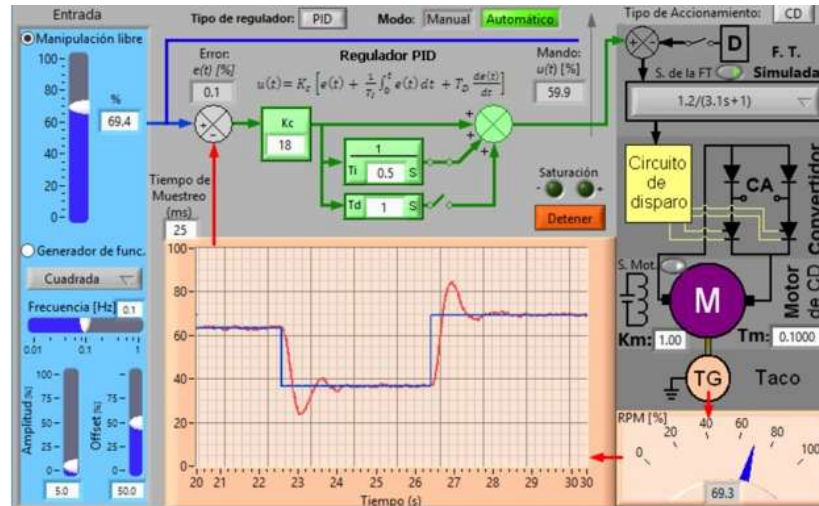 Entrada
Manipulación libre
100-
80-
60-
40-
20-
0-
%
69.4
Generador de func.
Cuadrada
Frecuencia [Hz] 0.1
0.01 0.1 1
Amplitud [%]
100-
75-
50-
25-
0-
5.0
Offset [%]
100-
75-
50-
25-
0-
50.0
Tipo de regulador: PID Modo: Manual Automático
Error:
e(t) [%]
0.1
Regulador PID
u(t) = Kc [e(t) + 1/TI ∫0^t e(t) dt + TD de(t)/dt]
Mando:
u(t) [%]
59.9
+
-
Kc
18
1
Ti 0.5 S
Td 1 S
+
+
+
Tiempo de
Muestreo
(ms)
25
Saturación
- +
Detener
100-
80-
60-
40-
20-
0-
20 21 22 23 24 25 26 27 28 29 30 30
Tiempo (s)
Tipo de Accionamiento: CD
+
-
D
F. T.
S. de la FT Simulada
1.2/(3.1s+1)
Circuito
de
disparo
CA
Convertidor
S. Mot.
M
Motor
de CD
Km: 1.00 Tm: 0.1000
TG Taco
RPM [%]
0 20 40 60 80 100
69.3